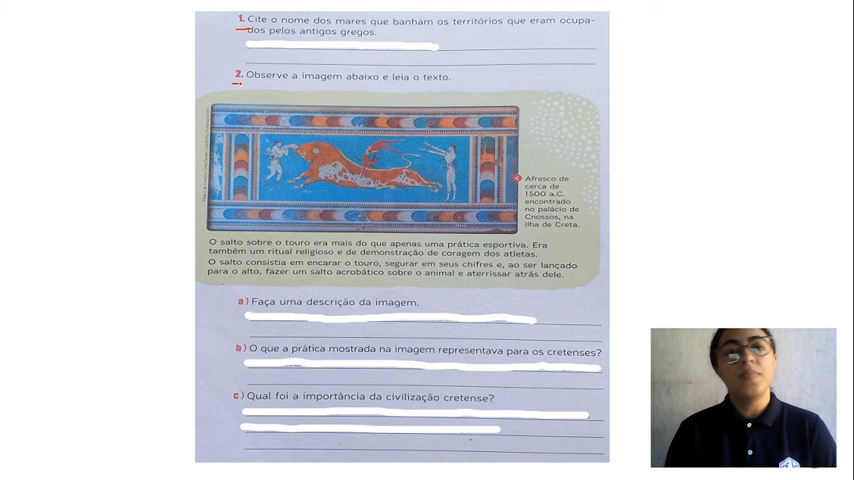 1. Cite o nome dos mares que banham os territórios que eram ocupa-
dos pelos antigos gregos.
2. Observe a imagem abaixo e leia o texto.
Afresco de
cerca de
1500 a.C.
encontrado
no palácio de
Cnossos, na
ilha de Creta.
O salto sobre o touro era mais do que apenas uma prática esportiva. Era
também um ritual religioso e de demonstração de coragem dos atletas.
O salto consistia em encarar o touro, segurar em seus chifres e, ao ser lançado
para o alto, fazer um salto acrobático sobre o animal e aterrissar atrás dele.
a) Faça uma descrição da imagem.
b) O que a prática mostrada na imagem representava para os cretenses?
c) Qual foi a importância da civilização cretense?